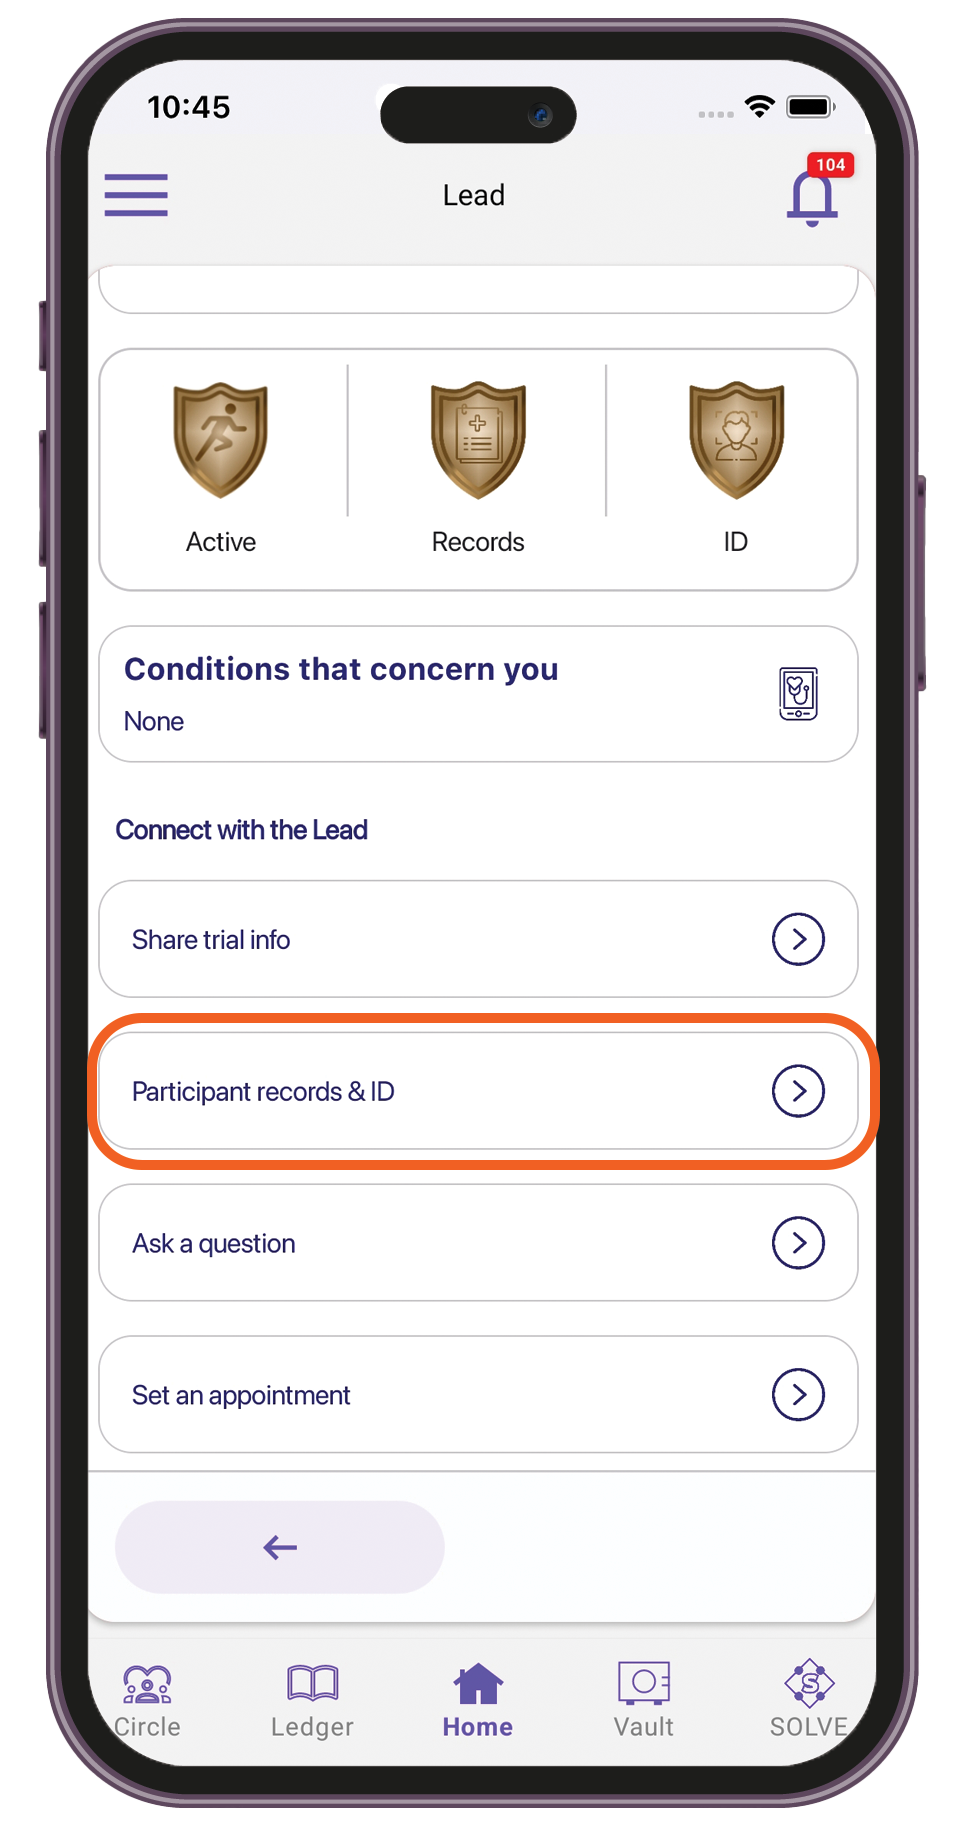 10:45
104
Lead
Active
Records
ID
Conditions that concern you
None
Connect with the Lead
Share trial info
Participant records & ID
Ask a question
Set an appointment
S
Circle
Ledger
Home
Vault
SOLVE